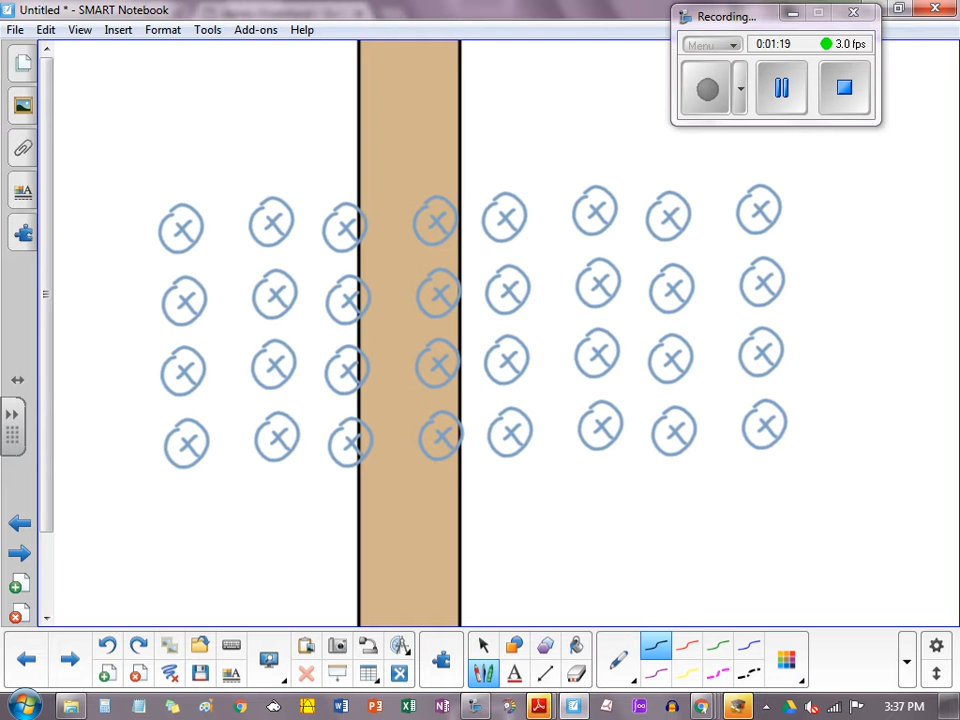 Untitled * - SMART Notebook
Recording...
File Edit View Insert Format Tools Add-ons Help
Menu 0:01:19 3.0 fps
3:37 PM